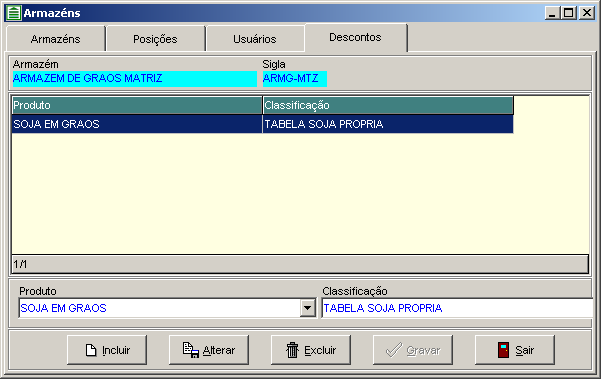 Armazéns
Armazéns Posições Usuários Descontos
Armazém Sigla
ARMAZEM DE GRAOS MATRIZ ARMG-MTZ
Produto Classificação
SOJA EM GRAOS TABELA SOJA PROPRIA
1/1
Produto Classificação
SOJA EM GRAOS TABELA SOJA PROPRIA
Incluir Alterar Excluir Gravar Sair